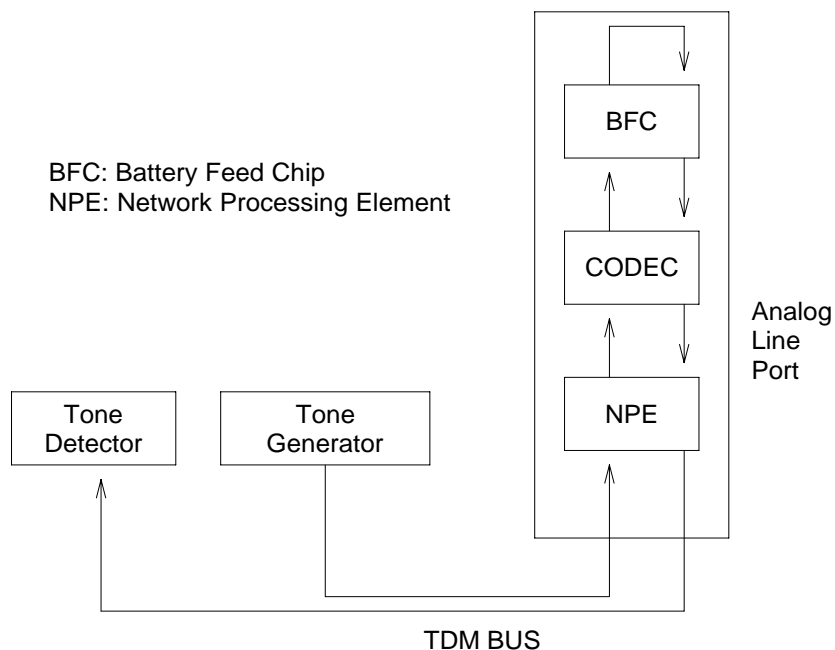 BFC
BFC: Battery Feed Chip
NPE: Network Processing Element
CODEC
Analog
Line
Port
NPE
Tone
Detector
Tone
Generator
TDM BUS